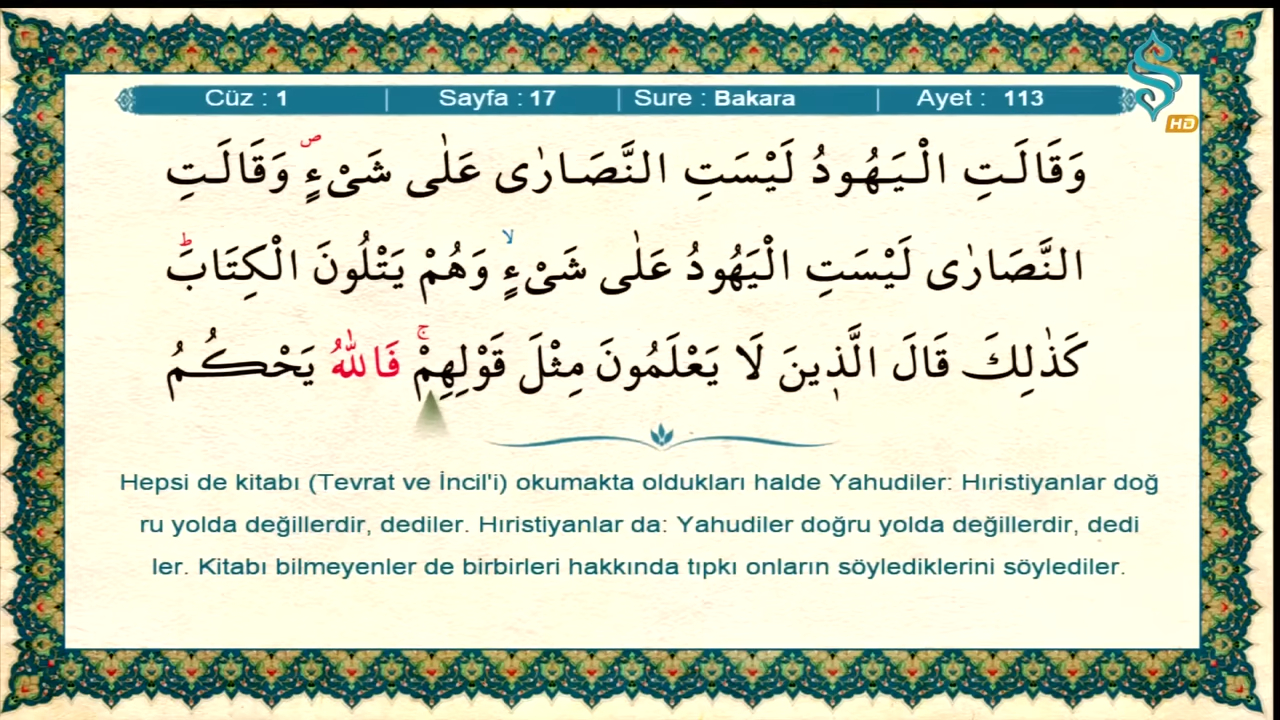 Cüz : 1 | Sayfa : 17 | Sure : Bakara | Ayet : 113
HD
وَقَالَتِ الْيَهُودُ لَيْسَتِ النَّصَارٰى عَلٰى شَىْءٍۖ وَقَالَتِ
النَّصَارٰى لَيْسَتِ الْيَهُودُ عَلٰى شَىْءٍۙ وَهُمْ يَتْلُونَ الْكِتَابَۜ
كَذٰلِكَ قَالَ الَّذ۪ينَ لَا يَعْلَمُونَ مِثْلَ قَوْلِهِمْۚ فَاللّٰهُ يَحْكُمُ
Hepsi de kitabı (Tevrat ve İncil'i) okumakta oldukları halde Yahudiler: Hıristiyanlar doğ
ru yolda değillerdir, dediler. Hıristiyanlar da: Yahudiler doğru yolda değillerdir, dedi
ler. Kitabı bilmeyenler de birbirleri hakkında tıpkı onların söylediklerini söylediler.